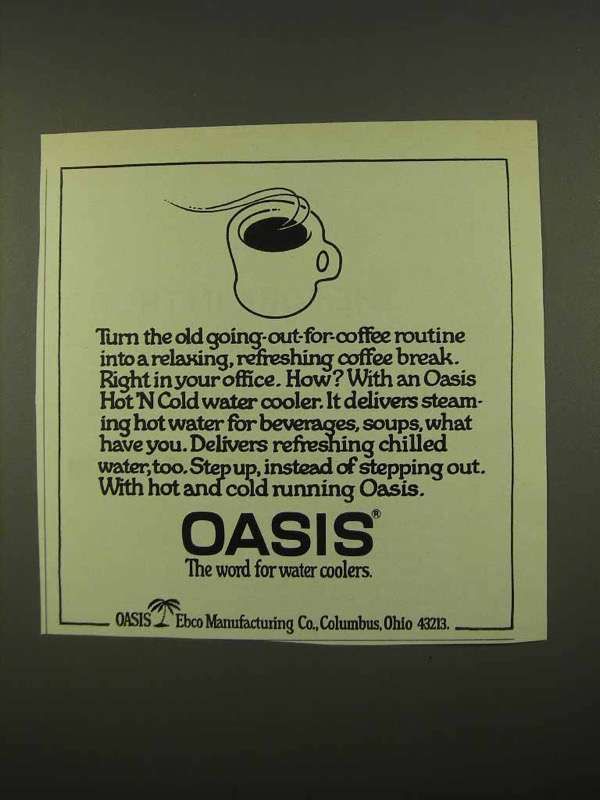 Turn the old going-out-for-coffee routine
into a relaxing, refreshing coffee break.
Right in your office. How? With an Oasis
Hot 'N Cold water cooler. It delivers steam-
ing hot water for beverages, soups, what
have you. Delivers refreshing chilled
water, too. Step up, instead of stepping out.
With hot and cold running Oasis.
OASIS®
The word for water coolers.
OASIS Ebco Manufacturing Co., Columbus, Ohio 43213.